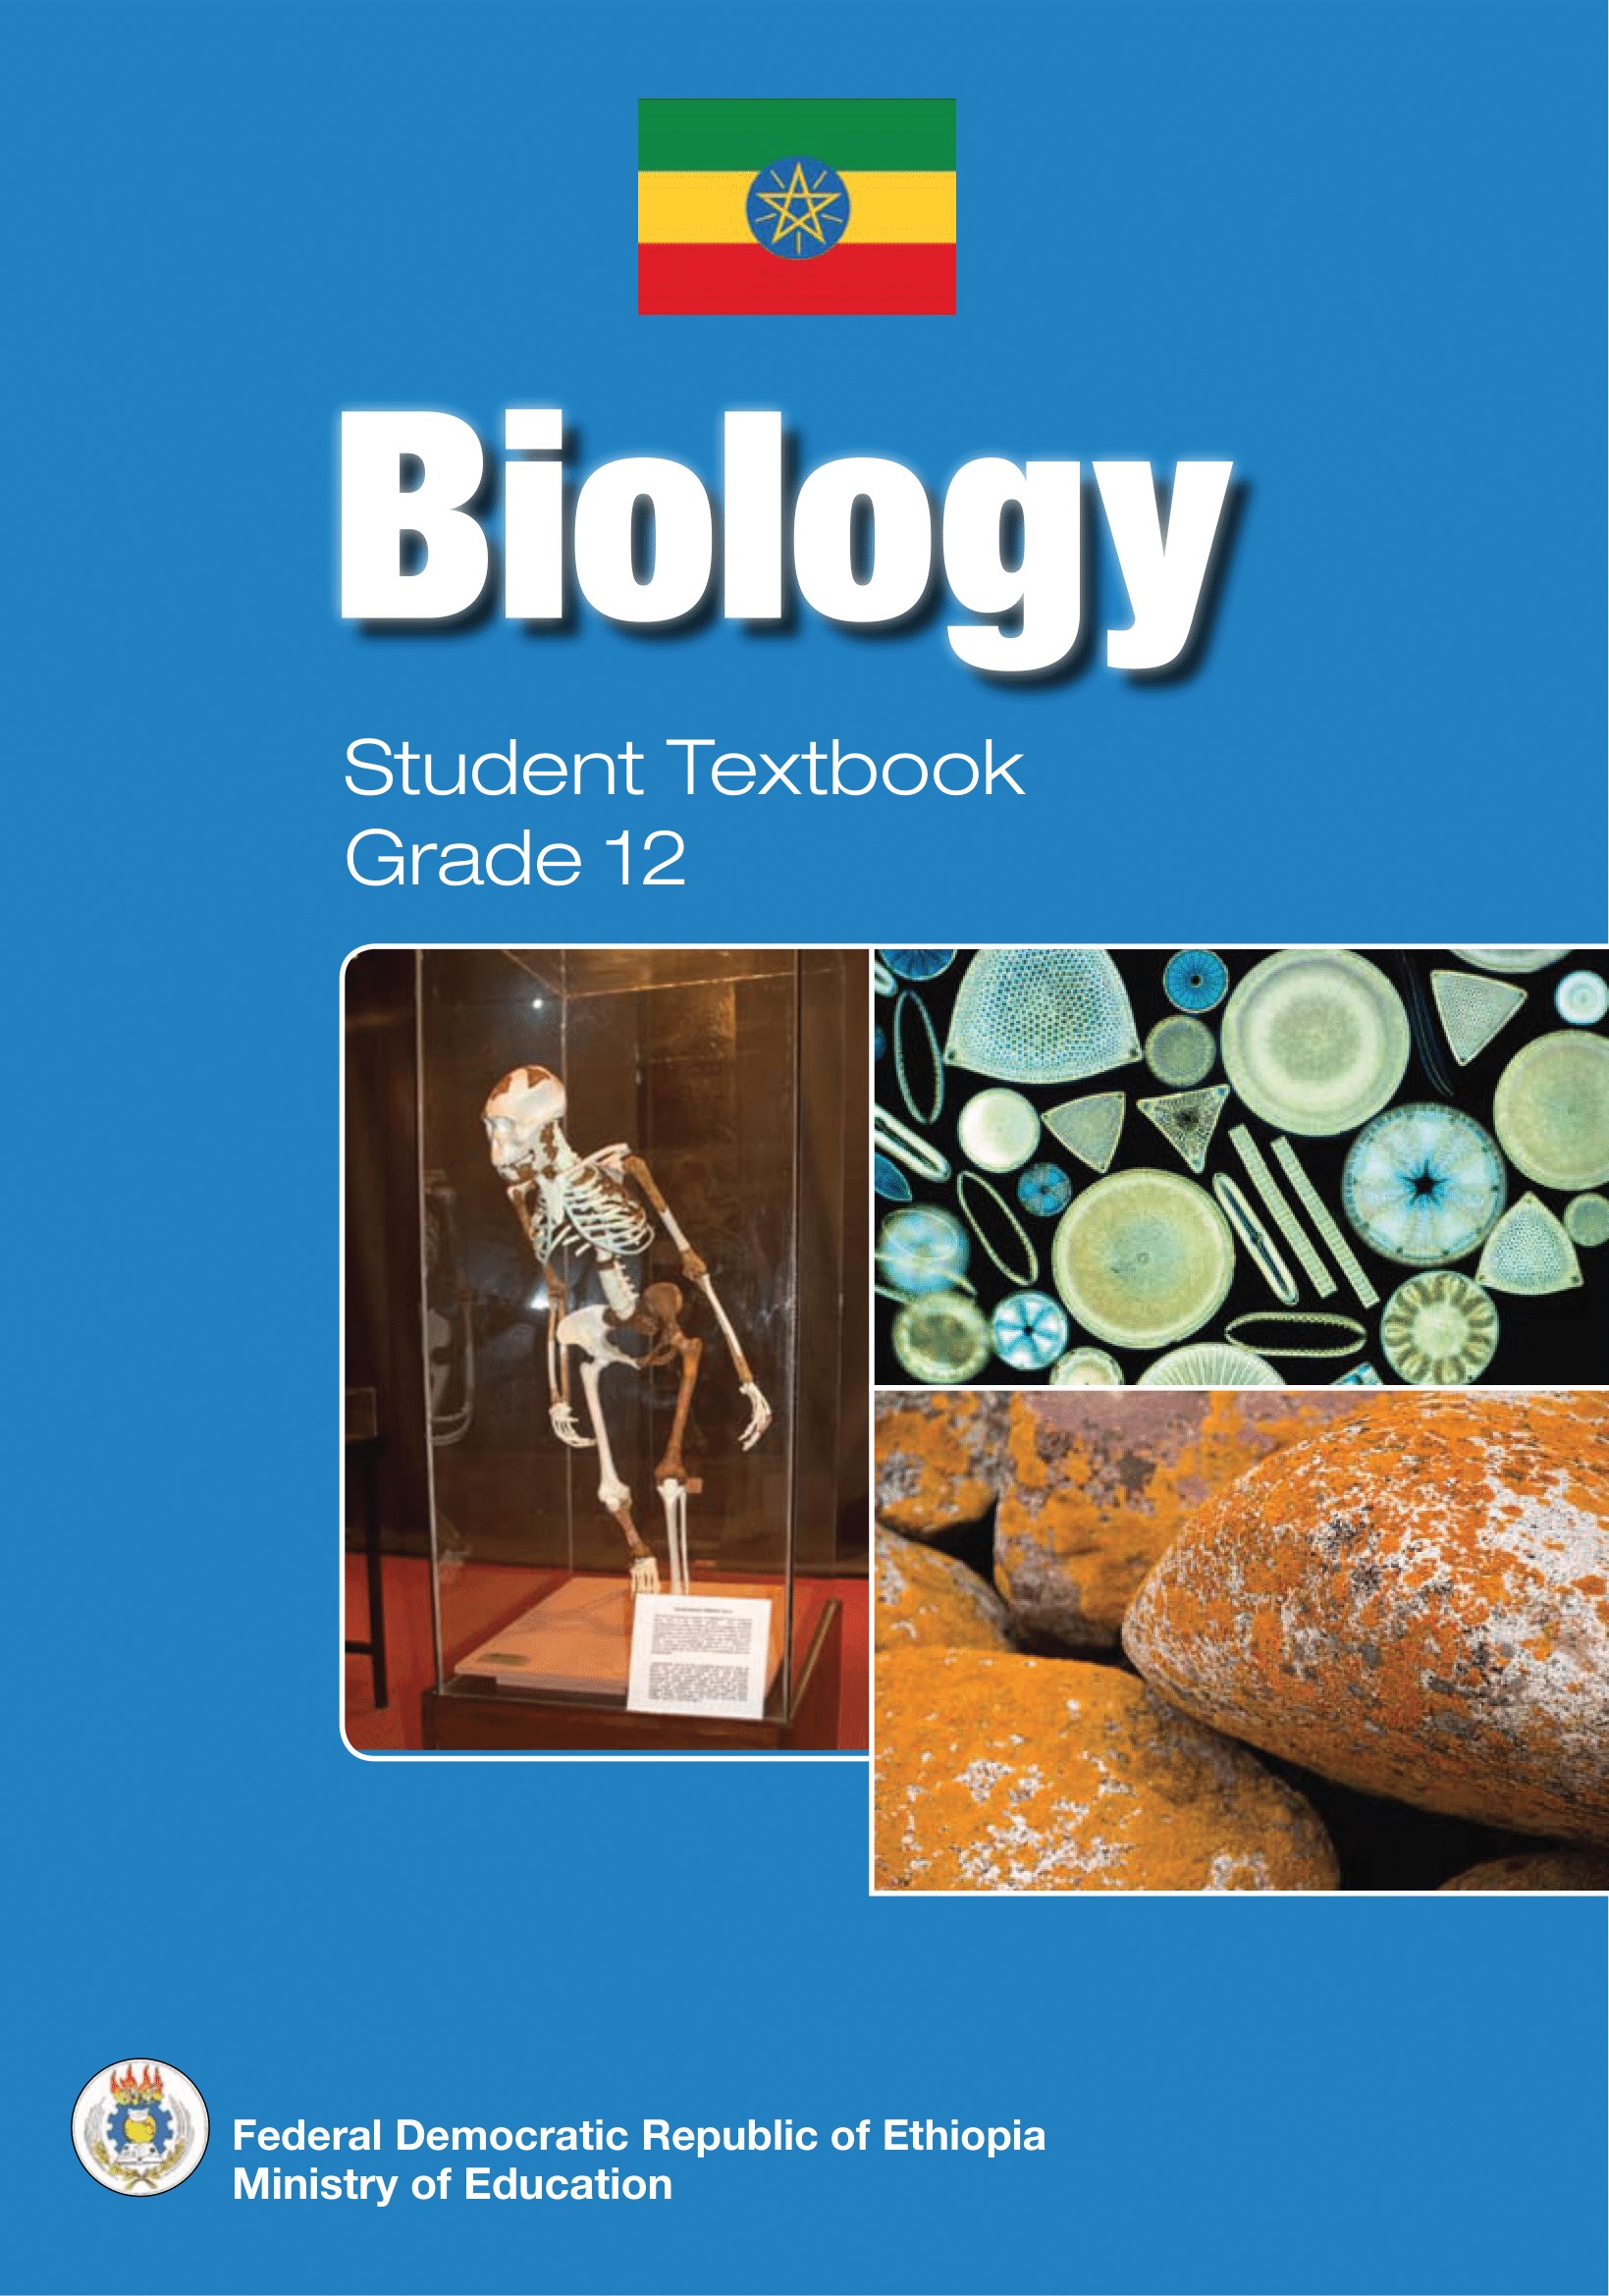 Biology
Student Textbook
Grade 12
Federal Democratic Republic of Ethiopia
Ministry of Education